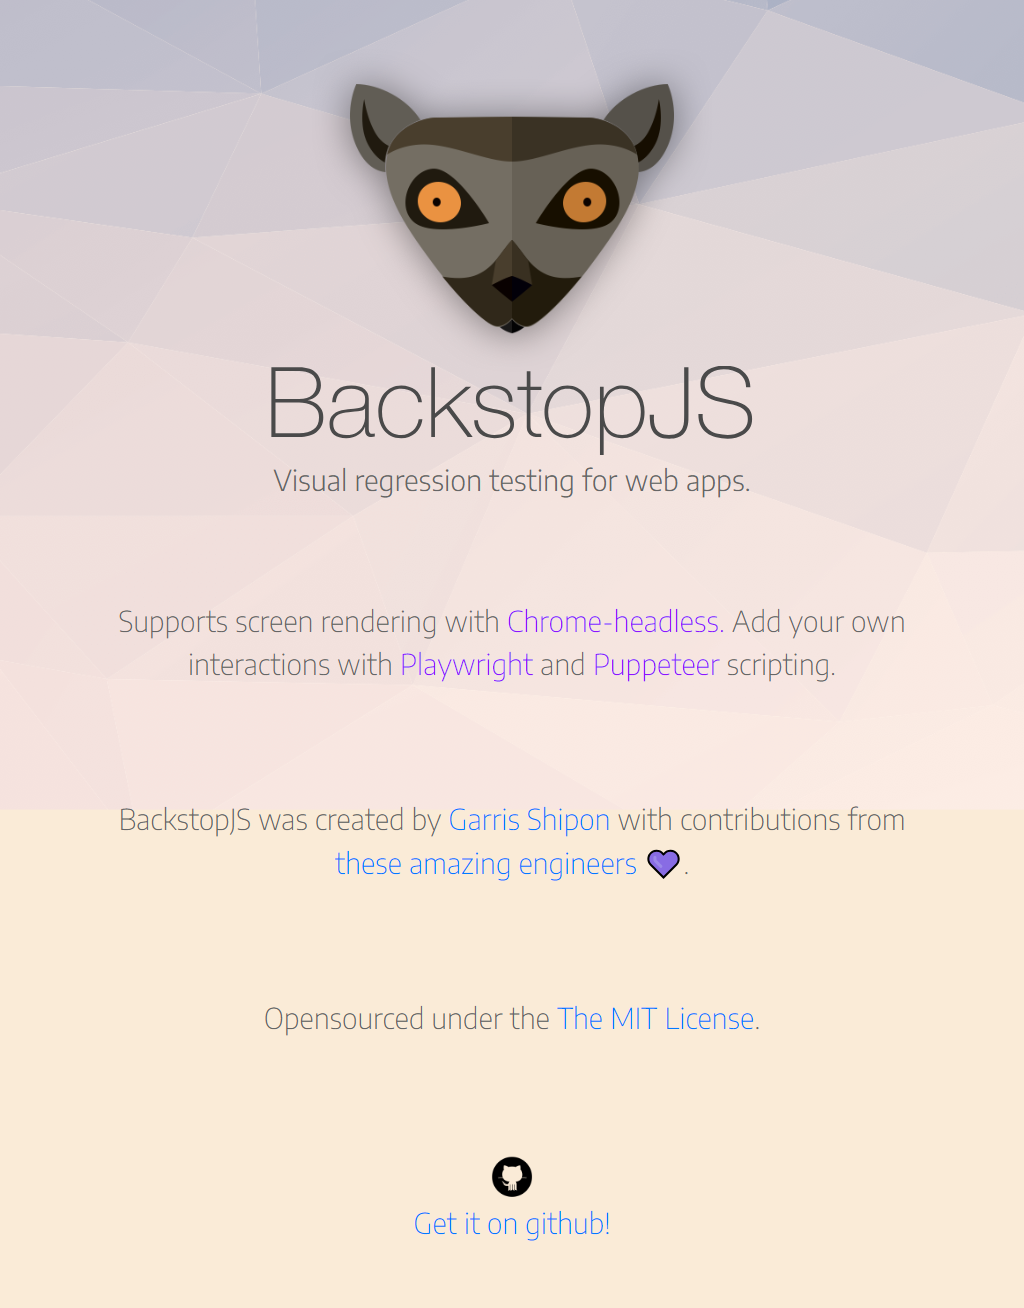 BackstopJS
Visual regression testing for web apps.
Supports screen rendering with Chrome-headless. Add your own
interactions with Playwright and Puppeteer scripting.
BackstopJS was created by Garris Shipon with contributions from
these amazing engineers 💜.
Opensourced under the The MIT License.
Get it on github!